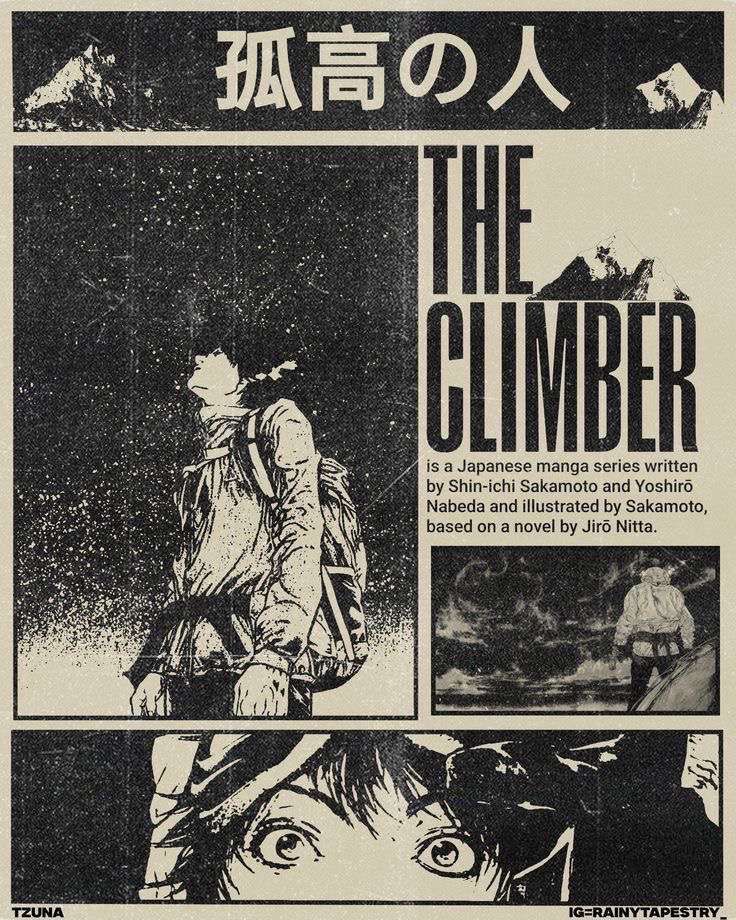 孤高の人
THE
CLIMBER
is a Japanese manga series written
by Shin-ichi Sakamoto and Yoshirō
Nabeda and illustrated by Sakamoto,
based on a novel by Jirō Nitta.
TZUNA
IG=RAINYTAPESTRY_